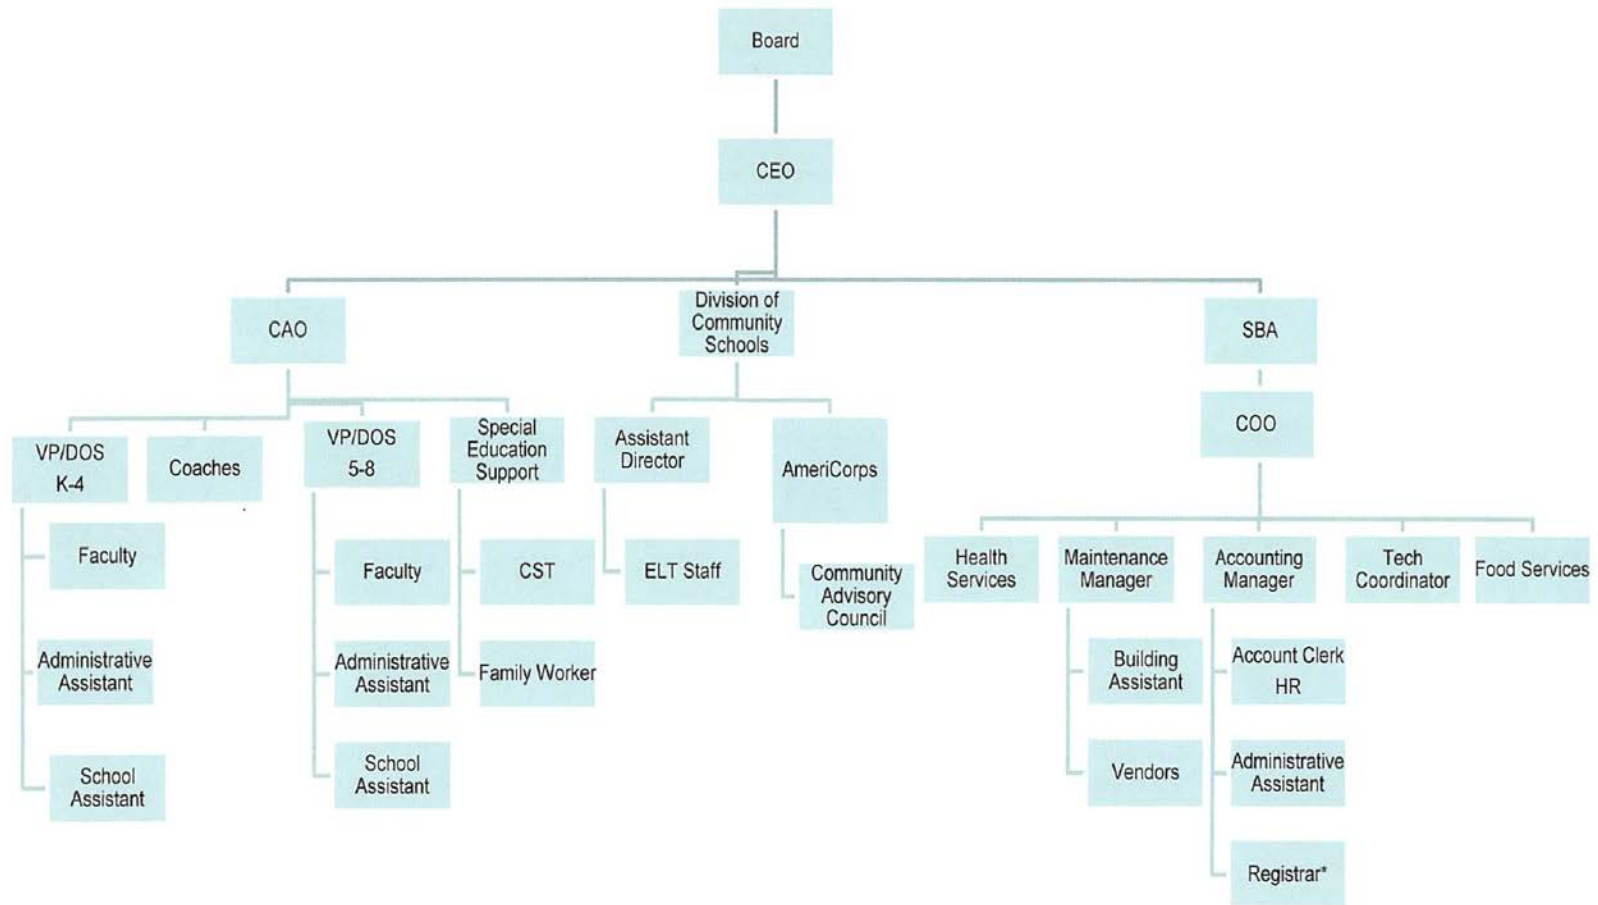 Board
CEO
CAO
Division of
Community
Schools
SBA
COO
VP/DOS
K-4
Coaches
VP/DOS
5-8
Special
Education
Support
Assistant
Director
AmeriCorps
Faculty
Administrative
Assistant
School
Assistant
Faculty
Administrative
Assistant
School
Assistant
CST
Family Worker
ELT Staff
Community
Advisory
Council
Health
Services
Maintenance
Manager
Accounting
Manager
Tech
Coordinator
Food Services
Building
Assistant
Vendors
Account Clerk
HR
Administrative
Assistant
Registrar*